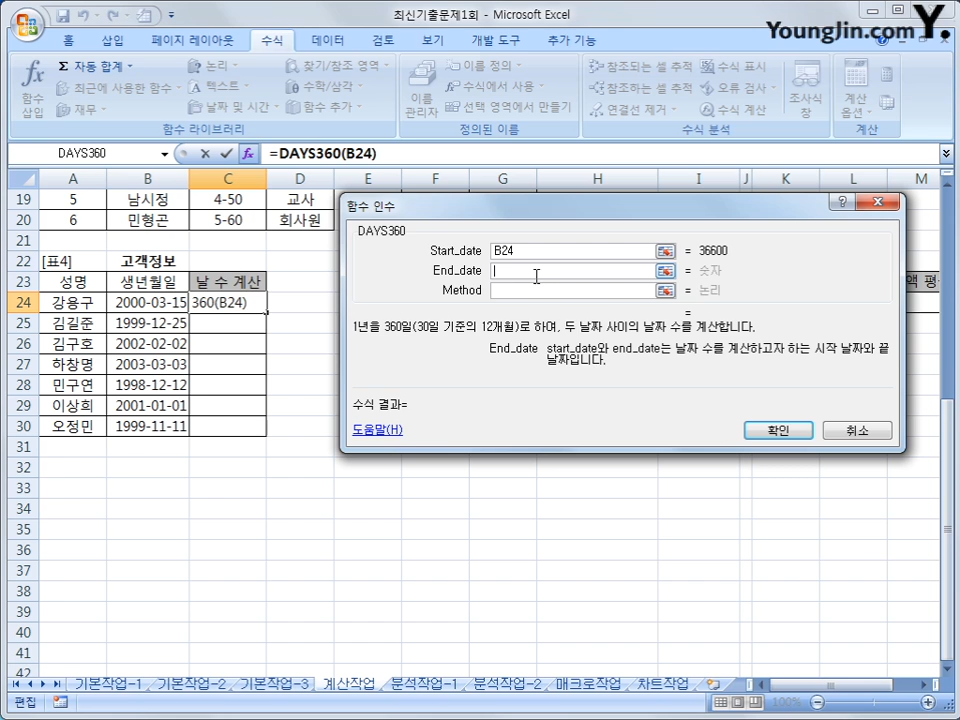 최신기출문제1회 - Microsoft Excel
YoungJin.com Y.
홈 삽입 페이지 레이아웃 수식 데이터 검토 보기 개발 도구 추가 기능
fx 함수 삽입
Σ 자동 합계
최근에 사용한 함수
재무
논리
텍스트
날짜 및 시간
찾기/참조 영역
수학/삼각
함수 추가
이름 관리자
이름 정의
수식에서 사용
선택 영역에서 만들기
참조되는 셀 추적
참조하는 셀 추적
연결선 제거
수식 표시
오류 검사
수식 계산
조사식 창
계산 옵션
함수 라이브러리 정의된 이름 수식 분석 계산
DAYS360 fx =DAYS360(B24)
A B C D E F G H I J K L M
19 5 남시정 4-50 교사
20 6 민형곤 5-60 회사원
21
22 [표4] 고객정보
23 성명 생년월일 날 수 계산
24 강용구 2000-03-15 360(B24)
25 김길준 1999-12-25
26 김구호 2002-02-02
27 하창명 2003-03-03
28 민구연 1998-12-12
29 이상희 2001-01-01
30 오정민 1999-11-11
31
32
33
34
35
36
37
38
39
40
41
42
함수 인수
DAYS360
Start_date B24 = 36600
End_date = 숫자
Method = 논리
=
1년을 360일(30일 기준의 12개월)로 하여, 두 날짜 사이의 날짜 수를 계산합니다.
End_date start_date와 end_date는 날짜 수를 계산하고자 하는 시작 날짜와 끝
날짜입니다.
수식 결과=
도움말(H) 확인 취소
기본작업-1 기본작업-2 기본작업-3 계산작업 분석작업-1 분석작업-2 매크로작업 차트작업
편집 100%